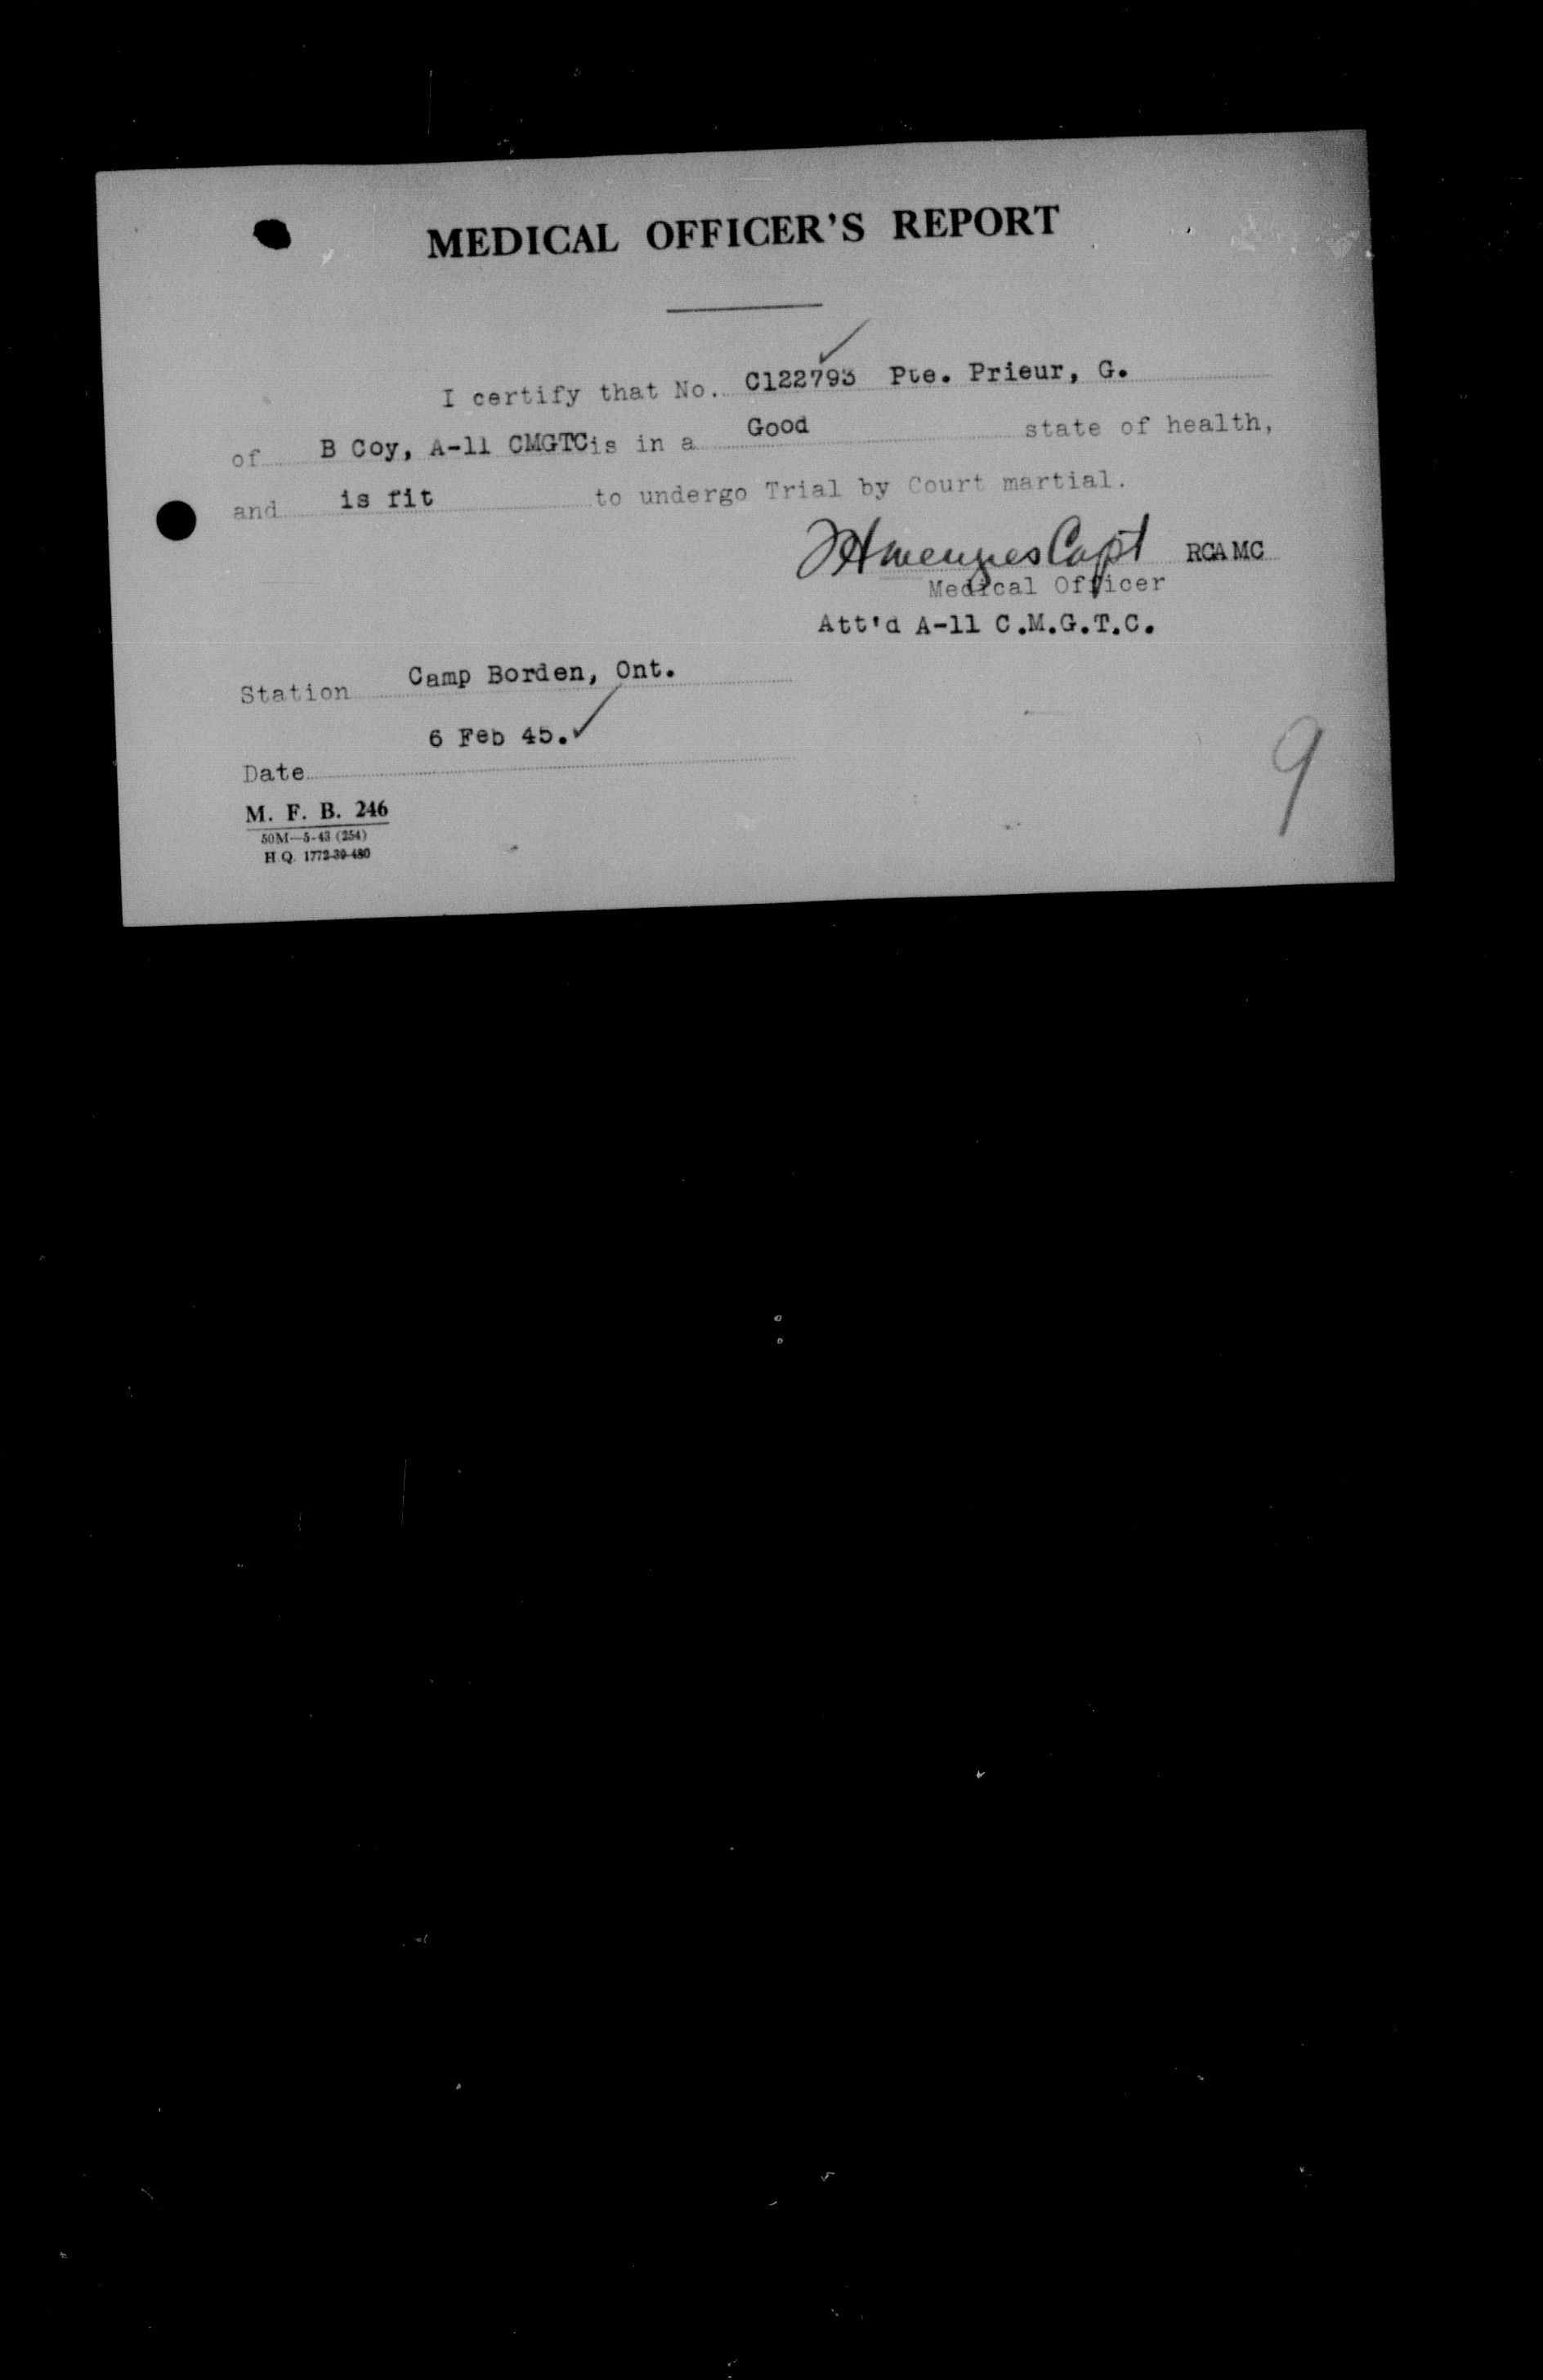 MEDICAL OFFICER'S REPORT
I certify that No. C122793 Pte. Prieur, G.
of B Coy, A-11 CMGTC is in a Good state of health,
and is fit to undergo Trial by Court martial.
Capt RCAMC
Medical Officer
Att'd A-11 C.M.G.T.C.
Station Camp Borden, Ont.
6 Feb 45.
Date
9
M. F. B. 246
50M—5-43 (254)
H.Q. 1772-39-480